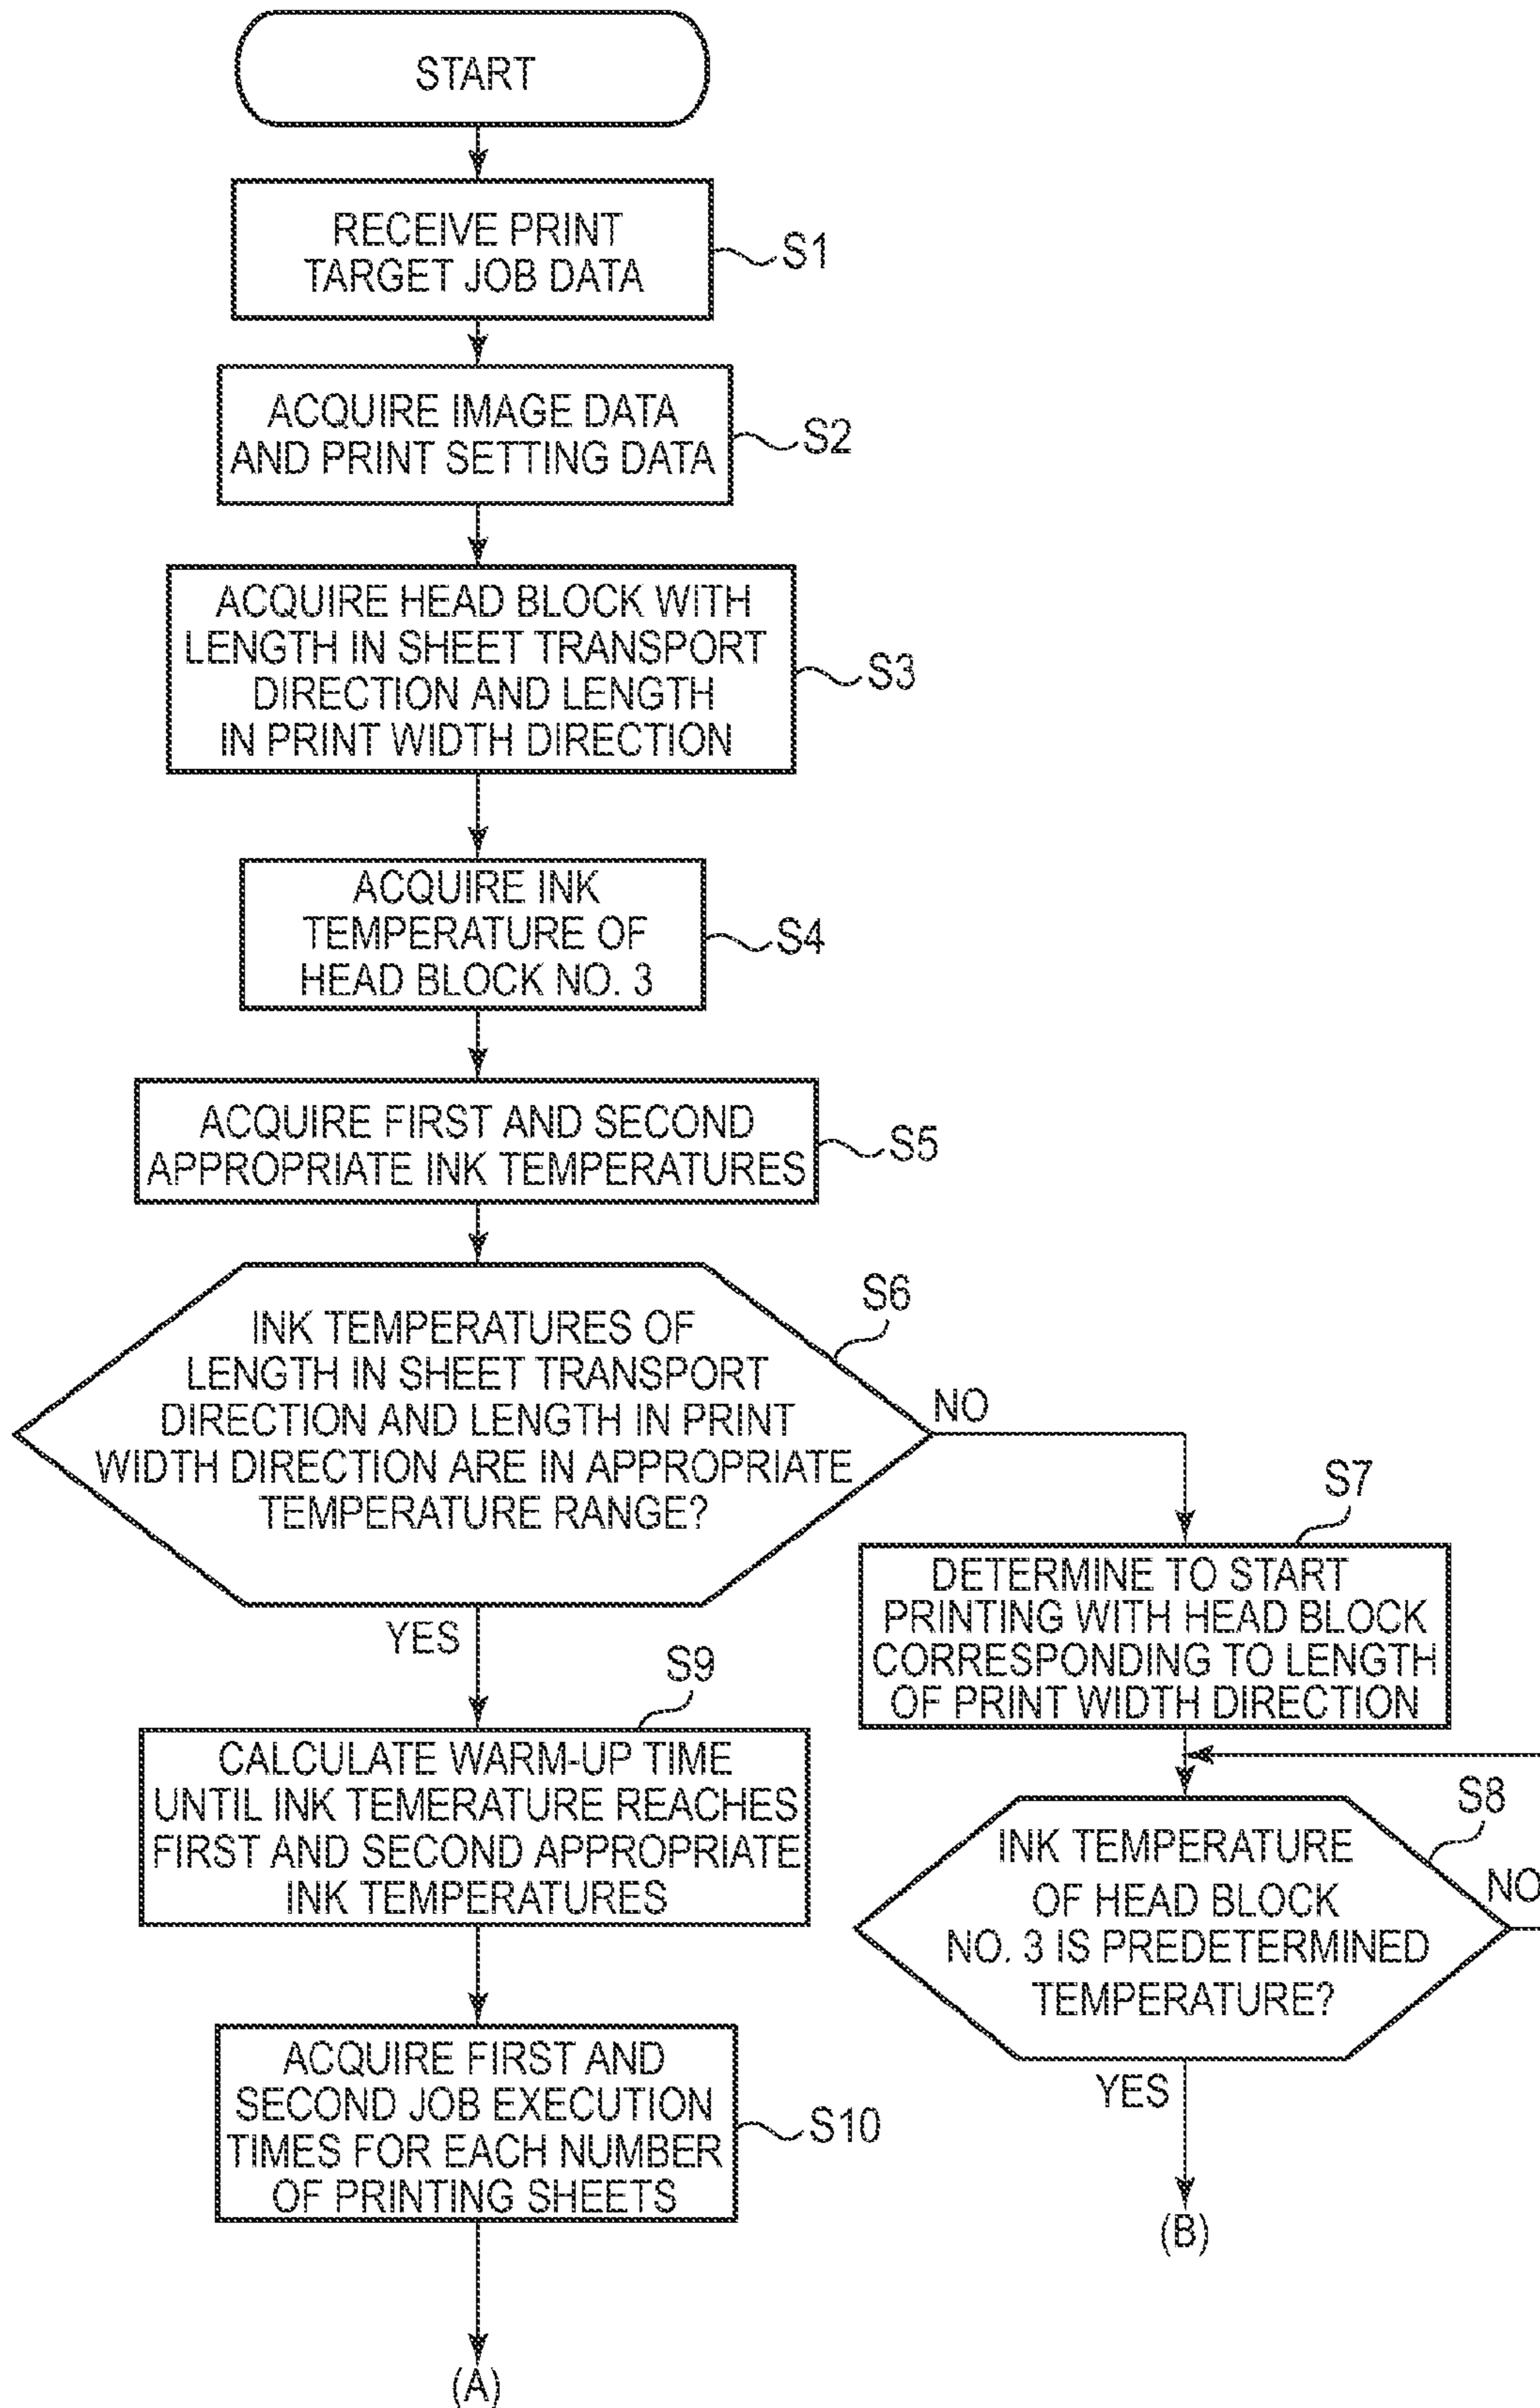 START
RECEIVE PRINT
TARGET JOB DATA
S1
ACQUIRE IMAGE DATA
AND PRINT SETTING DATA
S2
ACQUIRE HEAD BLOCK WITH
LENGTH IN SHEET TRANSPORT
DIRECTION AND LENGTH
IN PRINT WIDTH DIRECTION
S3
ACQUIRE INK
TEMPERATURE OF
HEAD BLOCK NO. 3
S4
ACQUIRE FIRST AND SECOND
APPROPRIATE INK TEMPERATURES
S5
INK TEMPERATURES OF
LENGTH IN SHEET TRANSPORT
DIRECTION AND LENGTH IN PRINT
WIDTH DIRECTION ARE IN APPROPRIATE
TEMPERATURE RANGE?
S6
NO
YES
S7
DETERMINE TO START
PRINTING WITH HEAD BLOCK
CORRESPONDING TO LENGTH
OF PRINT WIDTH DIRECTION
S8
INK TEMPERATURE
OF HEAD BLOCK
NO. 3 IS PREDETERMINED
TEMPERATURE?
NO
YES
(B)
S9
CALCULATE WARM-UP TIME
UNTIL INK TEMERATURE REACHES
FIRST AND SECOND APPROPRIATE
INK TEMPERATURES
ACQUIRE FIRST AND
SECOND JOB EXECUTION
TIMES FOR EACH NUMBER
OF PRINTING SHEETS
S10
(A)